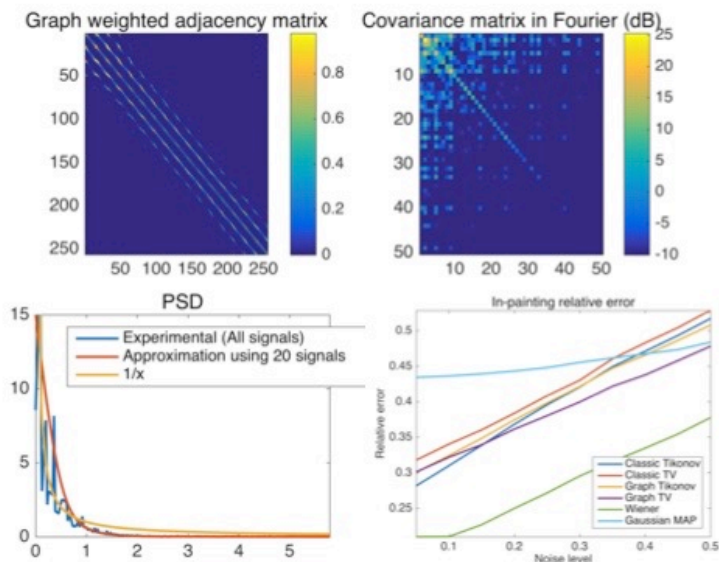 Graph weighted adjacency matrix
50
100
150
200
250
50 100 150 200 250
0.8
0.6
0.4
0.2
0
Covariance matrix in Fourier (dB)
10
20
30
40
50
10 20 30 40 50
25
20
15
10
5
0
-5
-10
PSD
15
10
5
0
0 1 2 3 4 5
Experimental (All signals)
Approximation using 20 signals
1/x
In-painting relative error
Relative error
0.5
0.45
0.4
0.35
0.3
0.25
0.1 0.2 0.3 0.4 0.5
Noise level
Classic Tikonov
Classic TV
Graph Tikonov
Graph TV
Wiener
Gaussian MAP